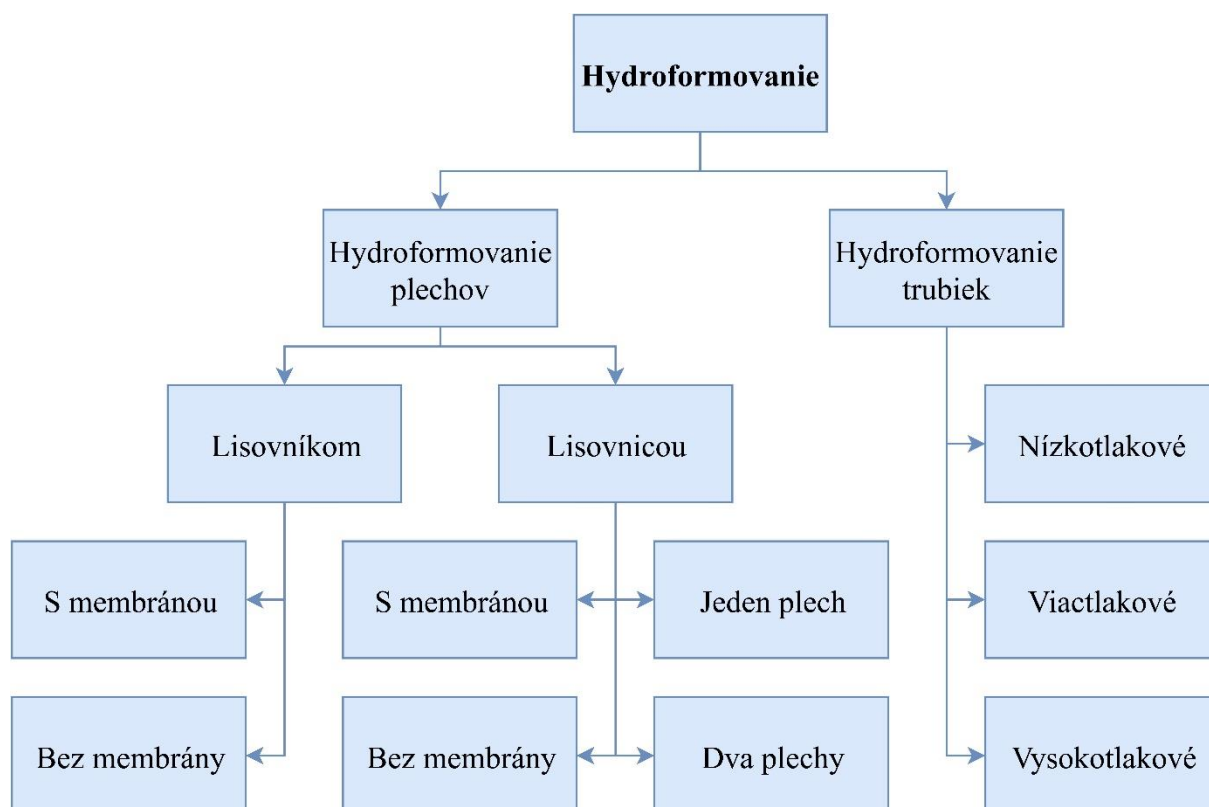 Hydroformovanie
Hydroformovanie
plechov
Hydroformovanie
trubiek
Lisovníkom
Lisovnicou
Nízkotlakové
S membránou
S membránou
Jeden plech
Viactlakové
Bez membrány
Bez membrány
Dva plechy
Vysokotlakové